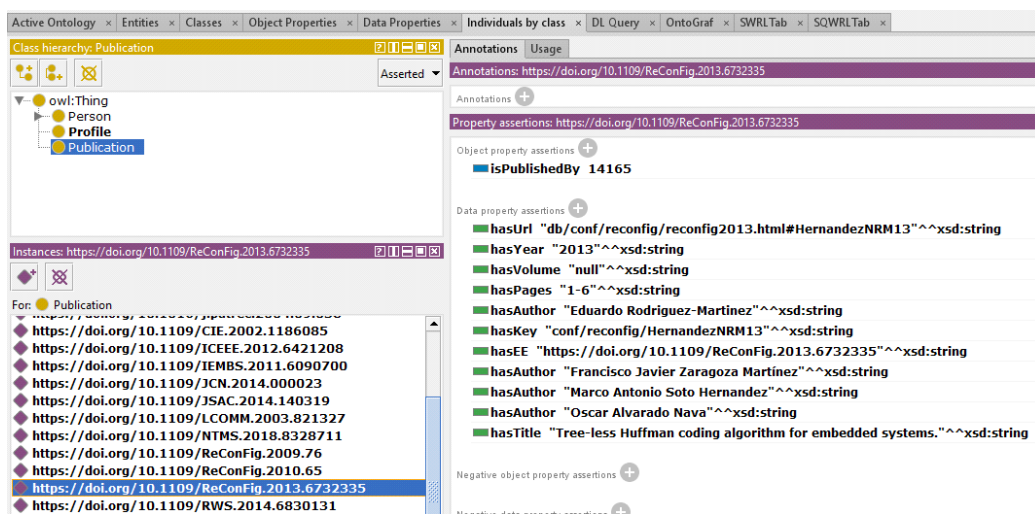 Active Ontology × Entities × Classes × Object Properties × Data Properties × Individuals by class × DL Query × OntoGraf × SWRLTab × SQWRLTab ×
Class hierarchy: Publication
Asserted
owl:Thing
Person
Profile
Publication
Instances: https://doi.org/10.1109/ReConFig.2013.6732335
For: Publication
https://doi.org/10.1109/CIE.2002.1186085
https://doi.org/10.1109/ICEEE.2012.6421208
https://doi.org/10.1109/IEMBS.2011.6090700
https://doi.org/10.1109/JCN.2014.000023
https://doi.org/10.1109/JSAC.2014.140319
https://doi.org/10.1109/LCOMM.2003.821327
https://doi.org/10.1109/NTMS.2018.8328711
https://doi.org/10.1109/ReConFig.2009.76
https://doi.org/10.1109/ReConFig.2010.65
https://doi.org/10.1109/ReConFig.2013.6732335
https://doi.org/10.1109/RWS.2014.6830131
Annotations Usage
Annotations: https://doi.org/10.1109/ReConFig.2013.6732335
Annotations
Property assertions: https://doi.org/10.1109/ReConFig.2013.6732335
Object property assertions
isPublishedBy 14165
Data property assertions
hasUrl "db/conf/reconfig/reconfig2013.html#HernandezNRM13"^^xsd:string
hasYear "2013"^^xsd:string
hasVolume "null"^^xsd:string
hasPages "1-6"^^xsd:string
hasAuthor "Eduardo Rodriguez-Martinez"^^xsd:string
hasKey "conf/reconfig/HernandezNRM13"^^xsd:string
hasEE "https://doi.org/10.1109/ReConFig.2013.6732335"^^xsd:string
hasAuthor "Francisco Javier Zaragoza Martínez"^^xsd:string
hasAuthor "Marco Antonio Soto Hernandez"^^xsd:string
hasAuthor "Oscar Alvarado Nava"^^xsd:string
hasTitle "Tree-less Huffman coding algorithm for embedded systems."^^xsd:string
Negative object property assertions
Negative data property assertions